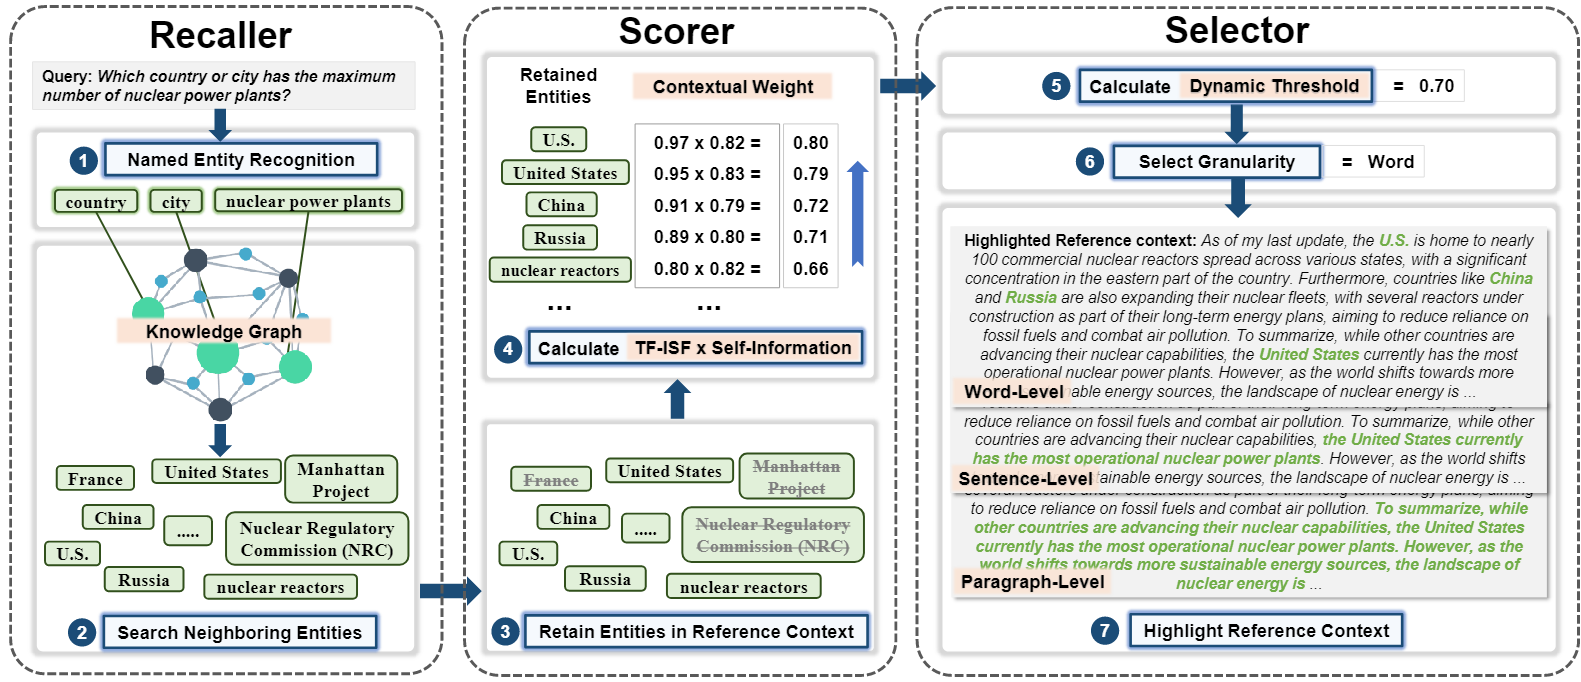 Recaller
Query: Which country or city has the maximum
number of nuclear power plants?
1 Named Entity Recognition
country city nuclear power plants
Knowledge Graph
France United States Manhattan
Project
China ..... Nuclear Regulatory
Commission (NRC)
U.S.
Russia nuclear reactors
2 Search Neighboring Entities
Scorer
Retained
Entities
Contextual Weight
U.S. 0.97 x 0.82 = 0.80
United States 0.95 x 0.83 = 0.79
China 0.91 x 0.79 = 0.72
Russia 0.89 x 0.80 = 0.71
nuclear reactors 0.80 x 0.82 = 0.66
... ...
4 Calculate TF-ISF x Self-Information
France United States Manhattan
Project
China ..... Nuclear Regulatory
Commission (NRC)
U.S.
Russia nuclear reactors
3 Retain Entities in Reference Context
Selector
5 Calculate Dynamic Threshold = 0.70
6 Select Granularity = Word
Highlighted Reference context: As of my last update, the U.S. is home to nearly
100 commercial nuclear reactors spread across various states, with a significant
concentration in the eastern part of the country. Furthermore, countries like China
and Russia are also expanding their nuclear fleets, with several reactors under
construction as part of their long-term energy plans, aiming to reduce reliance on
fossil fuels and combat air pollution. To summarize, while other countries are
advancing their nuclear capabilities, the United States currently has the most
operational nuclear power plants. However, as the world shifts towards more
Word-Level able energy sources, the landscape of nuclear energy is ...
reduce reliance on fossil fuels and combat air pollution. To summarize, while other
countries are advancing their nuclear capabilities, the United States currently
has the most operational nuclear power plants. However, as the world shifts
Sentence-Level tainable energy sources, the landscape of nuclear energy is ...
to reduce reliance on fossil fuels and combat air pollution. To summarize, while
other countries are advancing their nuclear capabilities, the United States
currently has the most operational nuclear power plants. However, as the
world shifts towards more sustainable energy sources, the landscape of
Paragraph-Level nuclear energy is ...
7 Highlight Reference Context